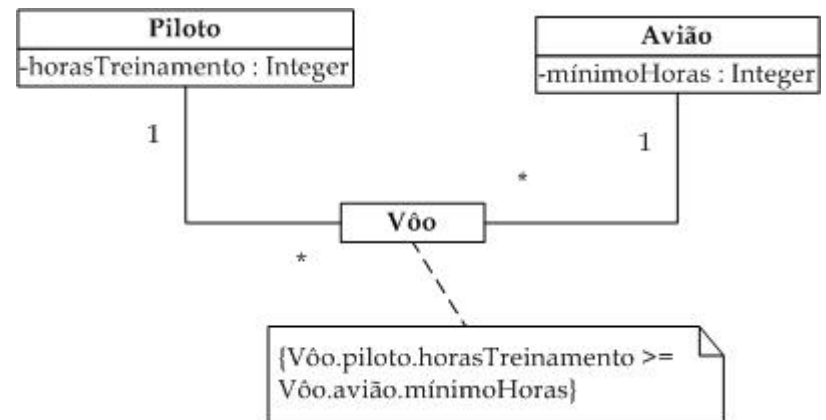 Piloto
-horasTreinamento : Integer
Avião
-mínimoHoras : Integer
1
1
*
Vôo
*
{Vôo.piloto.horasTreinamento >=
Vôo.avião.mínimoHoras}